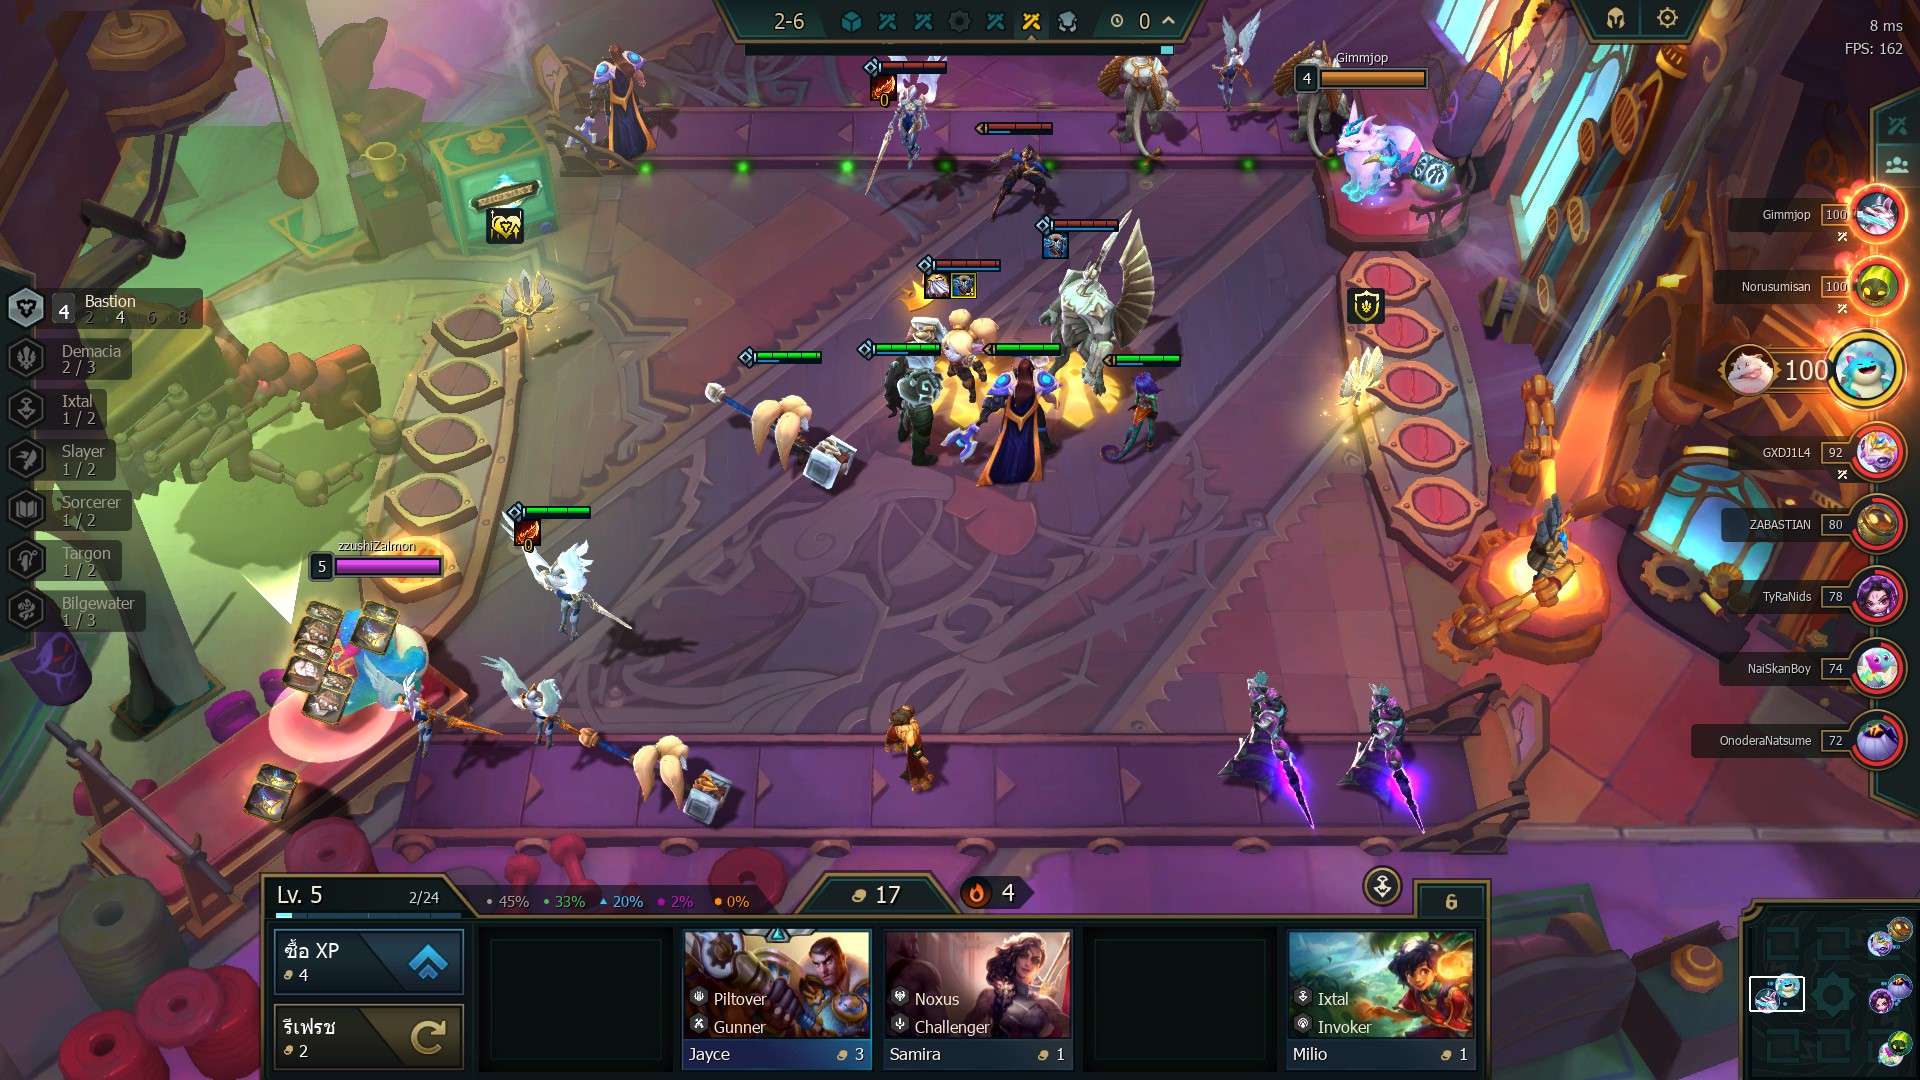 2-6
0
8 ms
FPS: 162
Gimmjop
4
0
Gimmjop
100
Norusumisan
100
100
GXDJ1L4
92
ZABASTIAN
80
TyRaNids
78
NaiSkanBoy
74
OnoderaNatsume
72
4
Bastion
2 4 6 8
Demacia
2 / 3
Ixtal
1 / 2
Slayer
1 / 2
Sorcerer
1 / 2
Targon
1 / 2
Bilgewater
1 / 3
zzushiZalmon
5
0
Lv. 5
2/24
45%
33%
20%
2%
0%
17
4
6
ซื้อ XP
4
รีเฟรช
2
Piltover
Gunner
Jayce
3
Noxus
Challenger
Samira
1
Ixtal
Invoker
Milio
1